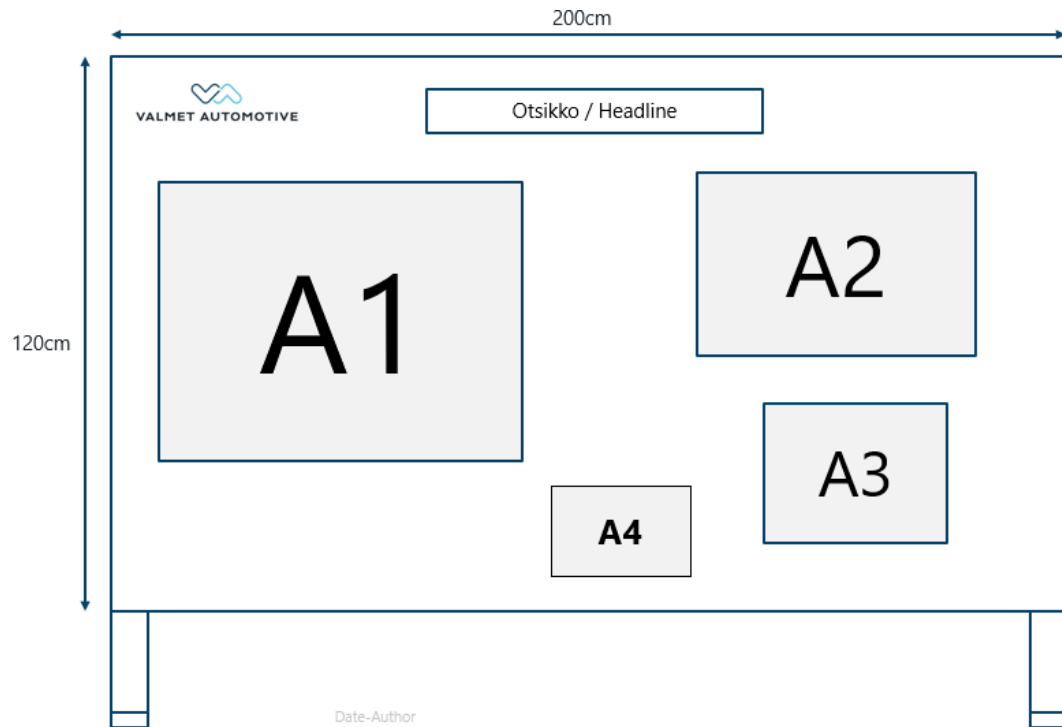 200cm
VALMET AUTOMOTIVE
Otsikko / Headline
A1
A2
120cm
A3
A4
Date-Author